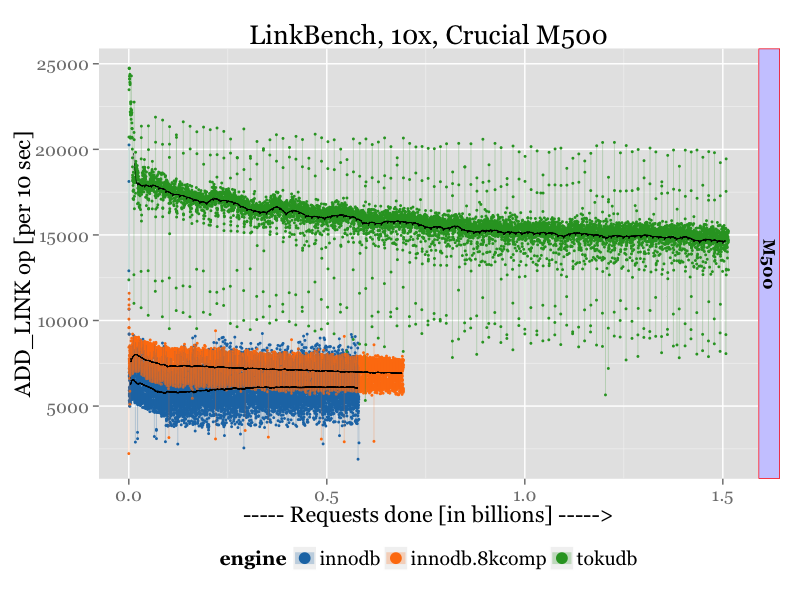 LinkBench, 10x, Crucial M500
ADD_LINK op [per 10 sec]
25000
20000
15000
10000
5000
M500
0.0 0.5 1.0 1.5
----- Requests done [in billions] ----->
engine innodb innodb.8kcomp tokudb